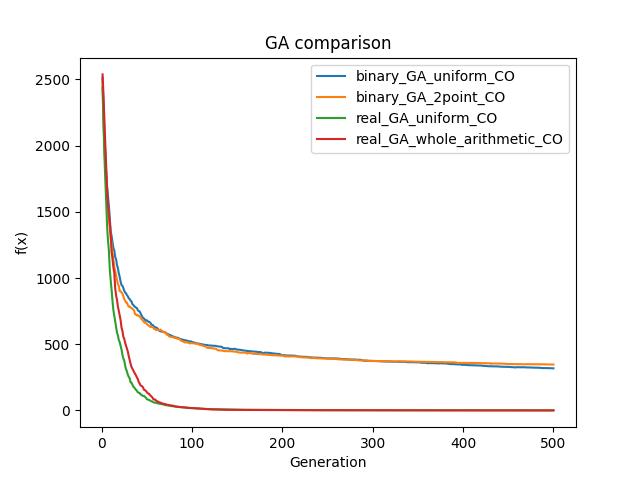 GA comparison
binary_GA_uniform_CO
binary_GA_2point_CO
real_GA_uniform_CO
real_GA_whole_arithmetic_CO
f(x)
2500
2000
1500
1000
500
0
0 100 200 300 400 500
Generation